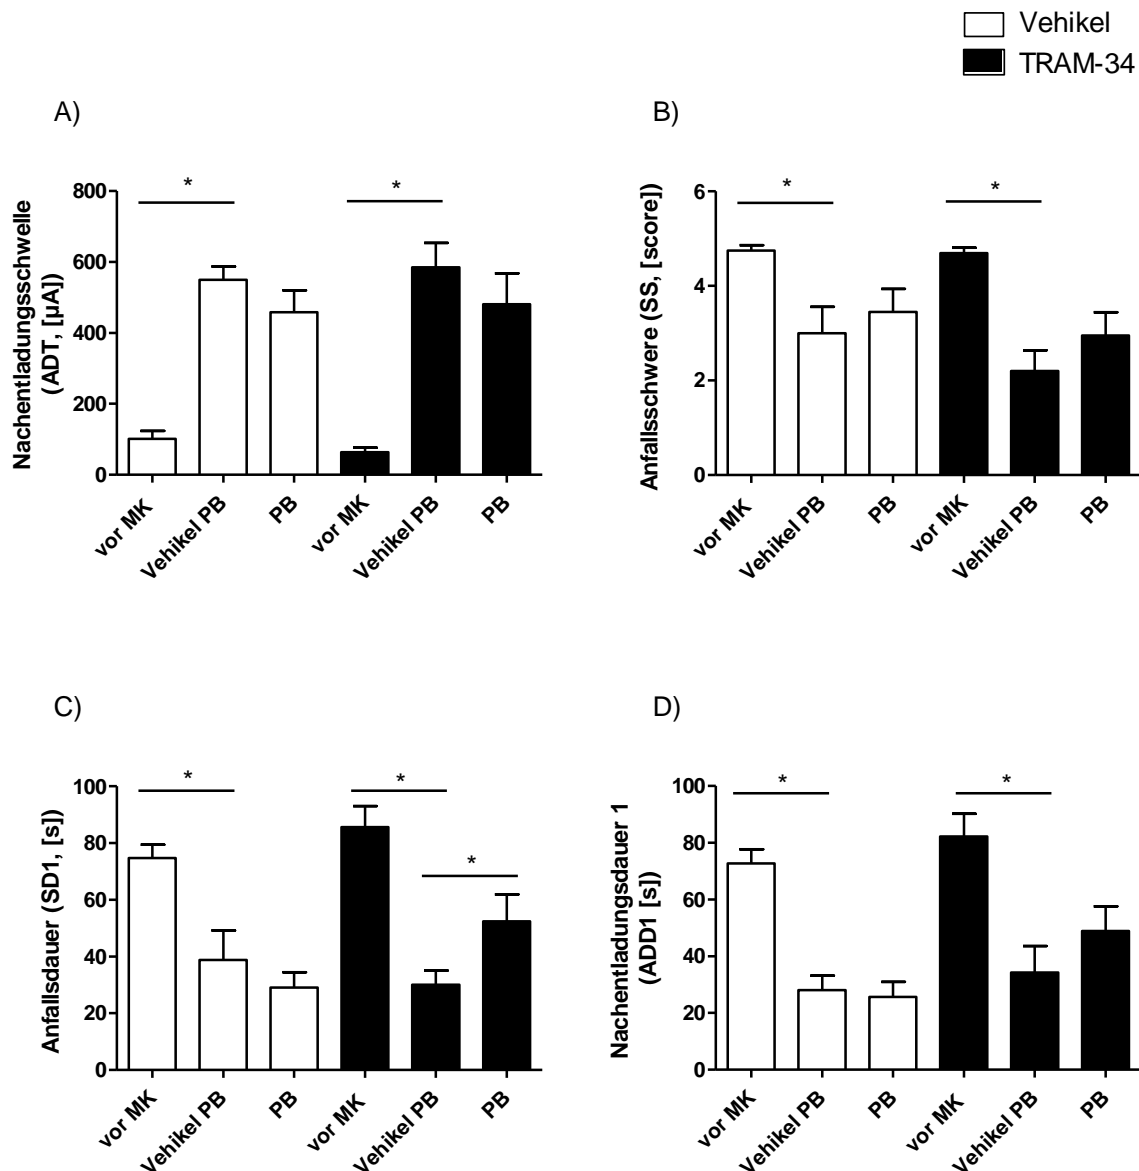 Vehikel
TRAM-34
A)
B)
Nachentladungsschwelle
(ADT, [µA])
800
600
400
200
0
*
*
vor MK
Vehikel PB
PB
vor MK
Vehikel PB
PB
Anfallsschwere (SS, [score])
6
4
2
0
*
*
vor MK
Vehikel PB
PB
vor MK
Vehikel PB
PB
C)
D)
Anfallsdauer (SD1, [s])
100
80
60
40
20
0
*
*
*
vor MK
Vehikel PB
PB
vor MK
Vehikel PB
PB
Nachentladungsdauer 1
(ADD1 [s])
100
80
60
40
20
0
*
*
vor MK
Vehikel PB
PB
vor MK
Vehikel PB
PB